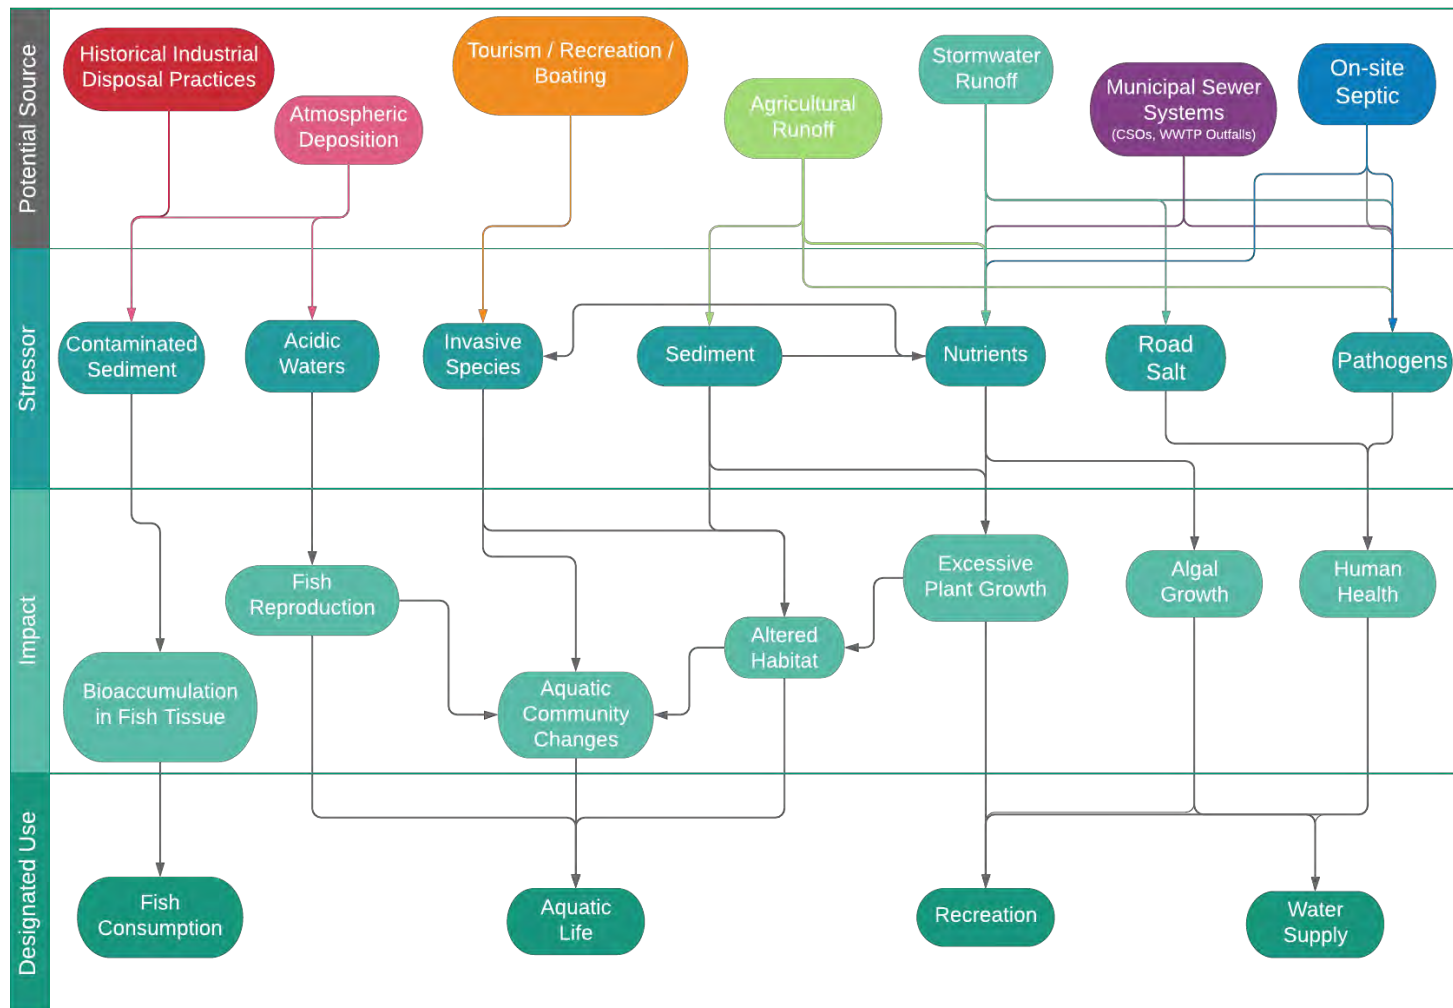 Potential Source
Historical Industrial
Disposal Practices
Atmospheric
Deposition
Tourism / Recreation /
Boating
Agricultural
Runoff
Stormwater
Runoff
Municipal Sewer
Systems
(CSOs, WWTP Outfalls)
On-site
Septic
Stressor
Contaminated
Sediment
Acidic
Waters
Invasive
Species
Sediment
Nutrients
Road
Salt
Pathogens
Impact
Bioaccumulation
in Fish Tissue
Fish
Reproduction
Aquatic
Community
Changes
Altered
Habitat
Excessive
Plant Growth
Algal
Growth
Human
Health
Designated Use
Fish
Consumption
Aquatic
Life
Recreation
Water
Supply